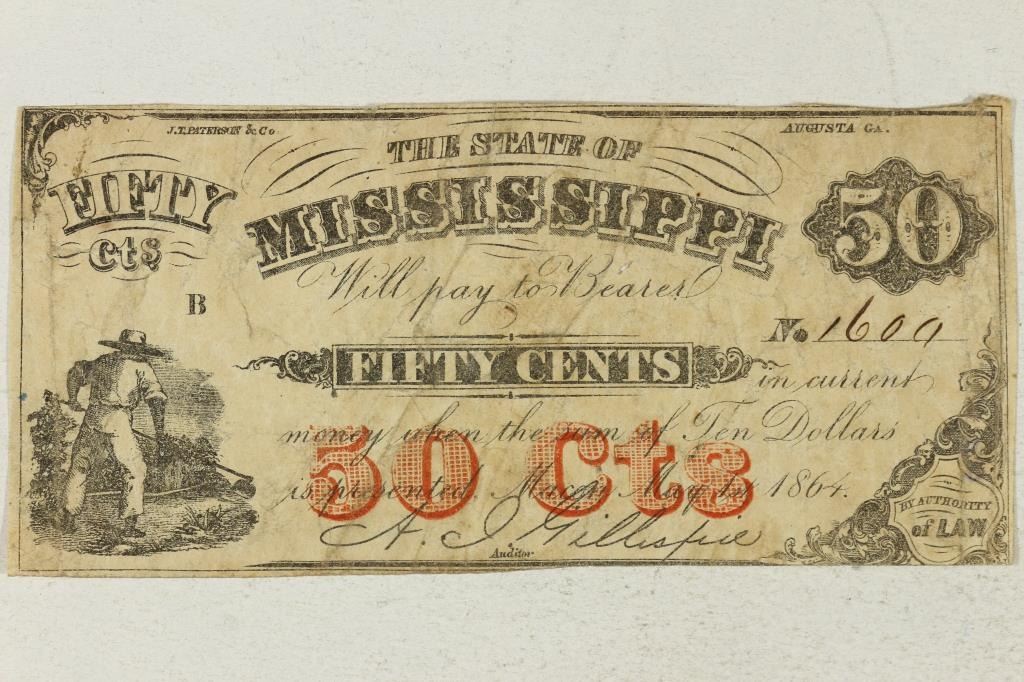 J.T. PATERSON & Co
AUGUSTA GA.
THE STATE OF
MISSISSIPPI
FIFTY
cts
50
B
Will pay to Bearer
No. 1609
FIFTY CENTS
in current
money when the sum of Ten Dollars
50 Cts
is presented. Macon May 1st 1864.
A. J. Gillespie
Auditor
BY AUTHORITY
of LAW